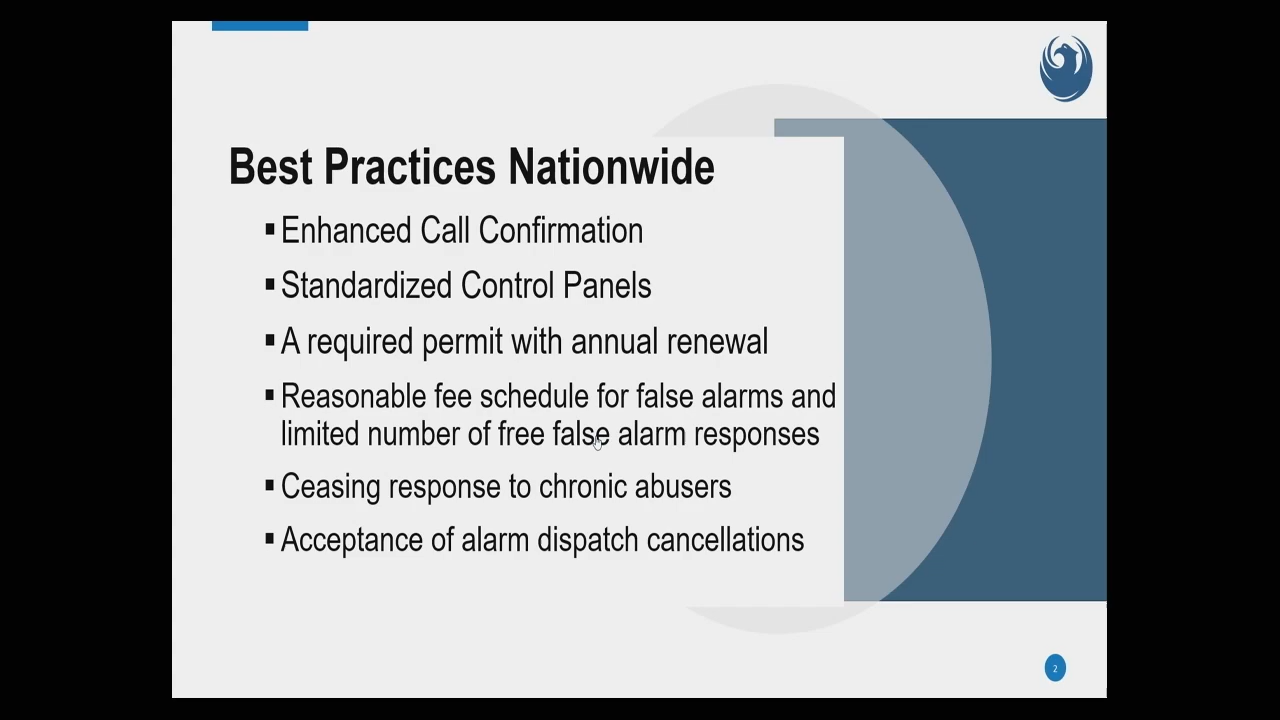 Best Practices Nationwide
▪ Enhanced Call Confirmation
▪ Standardized Control Panels
▪ A required permit with annual renewal
▪ Reasonable fee schedule for false alarms and
limited number of free false alarm responses
▪ Ceasing response to chronic abusers
▪ Acceptance of alarm dispatch cancellations
2